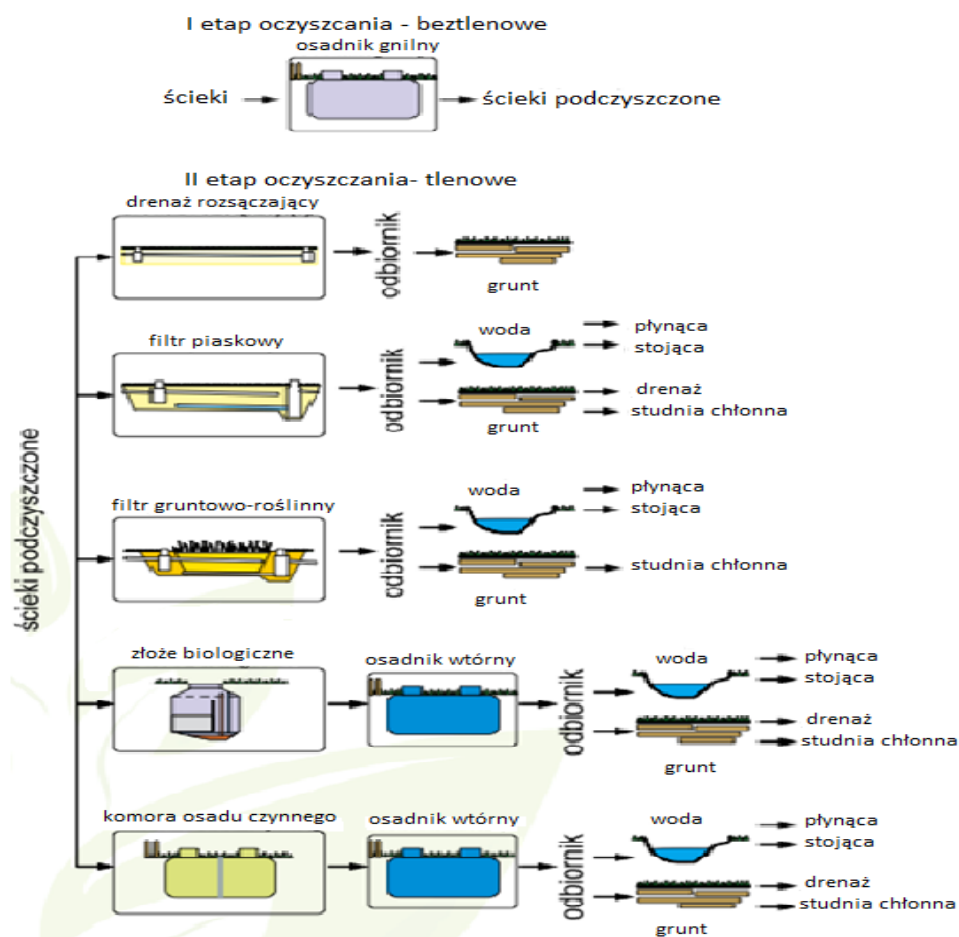 I etap oczyszcania - beztlenowe
osadnik gnilny
ścieki
ścieki podczyszczone
II etap oczyszczania- tlenowe
ścieki podczyszczone
drenaż rozsączający
odbiornik
grunt
filtr piaskowy
odbiornik
woda
płynąca
stojąca
drenaż
studnia chłonna
grunt
filtr gruntowo-roślinny
odbiornik
woda
płynąca
stojąca
studnia chłonna
grunt
złoże biologiczne
osadnik wtórny
odbiornik
woda
płynąca
stojąca
drenaż
studnia chłonna
grunt
komora osadu czynnego
osadnik wtórny
odbiornik
woda
płynąca
stojąca
drenaż
studnia chłonna
grunt